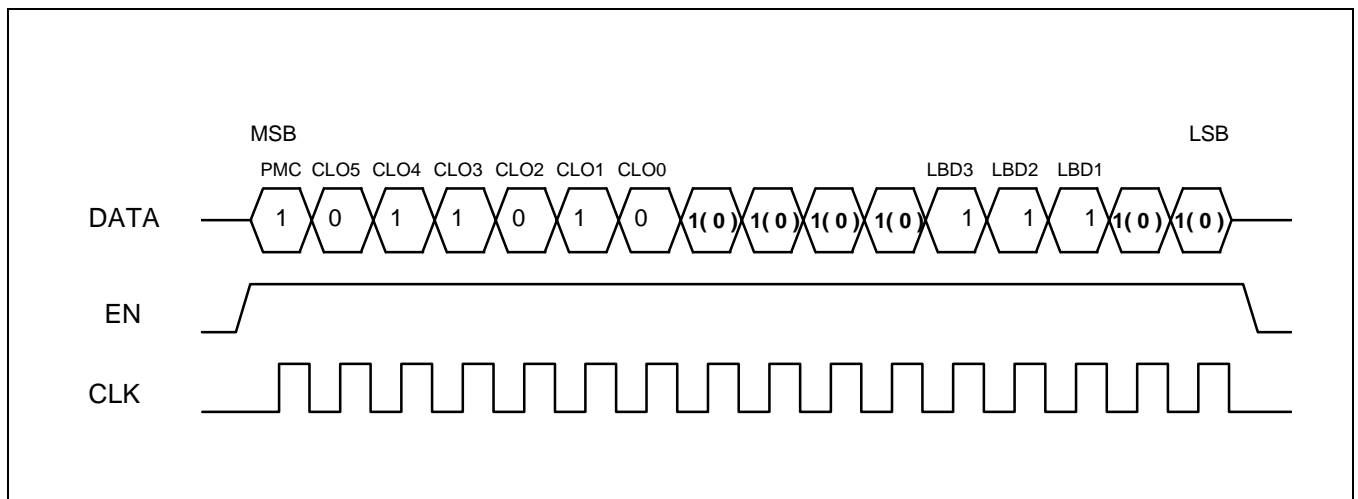 MSB LSB
PMC CLO5 CLO4 CLO3 CLO2 CLO1 CLO0 LBD3 LBD2 LBD1
DATA 1 0 1 1 0 1 0 1(0) 1(0) 1(0) 1(0) 1 1 1 1(0) 1(0)
EN
CLK